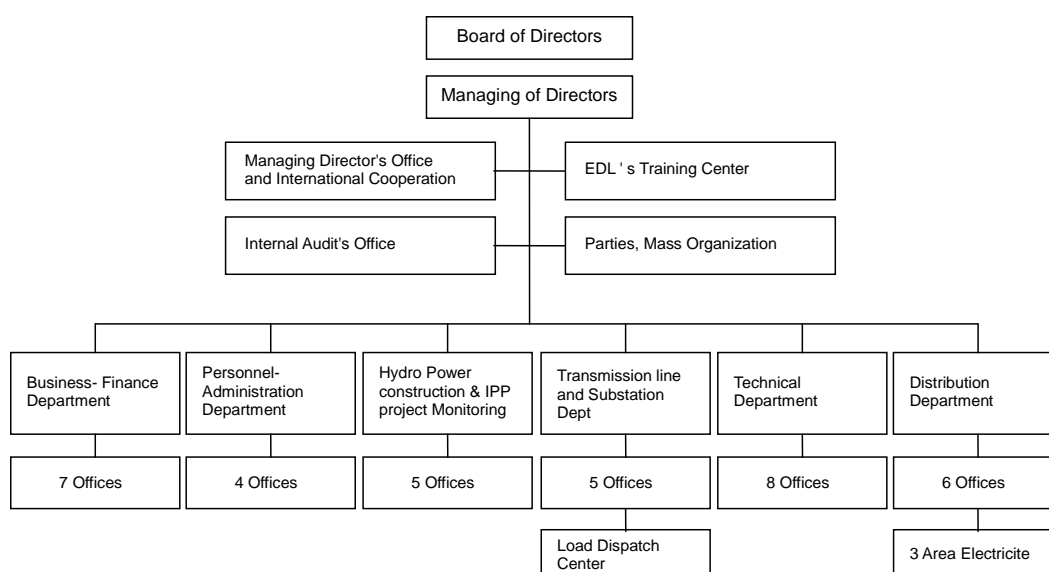 Board of Directors
Managing of Directors
Managing Director's Office
and International Cooperation
EDL ' s Training Center
Internal Audit's Office
Parties, Mass Organization
Business- Finance
Department
Personnel-
Administration
Department
Hydro Power
construction & IPP
project Monitoring
Transmission line
and Substation
Dept
Technical
Department
Distribution
Department
7 Offices
4 Offices
5 Offices
5 Offices
8 Offices
6 Offices
Load Dispatch
Center
3 Area Electricite